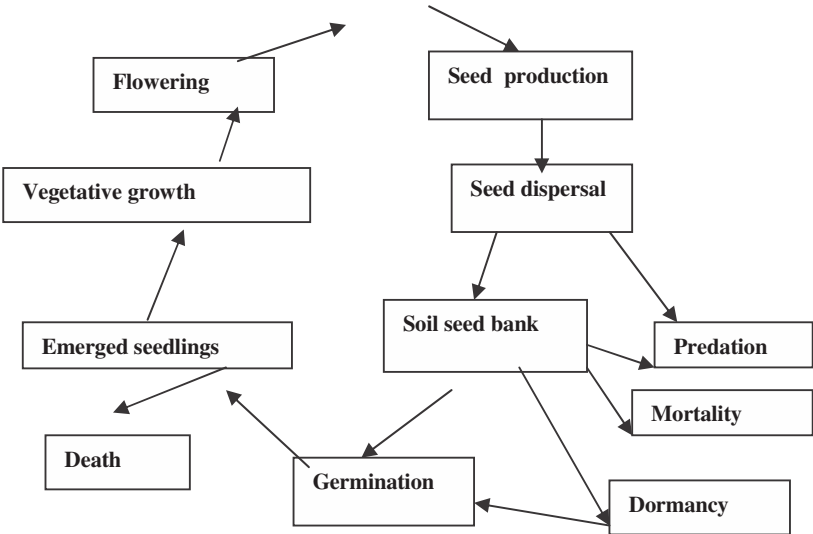 Flowering
Seed production
Vegetative growth
Seed dispersal
Soil seed bank
Emerged seedlings
Predation
Mortality
Death
Germination
Dormancy